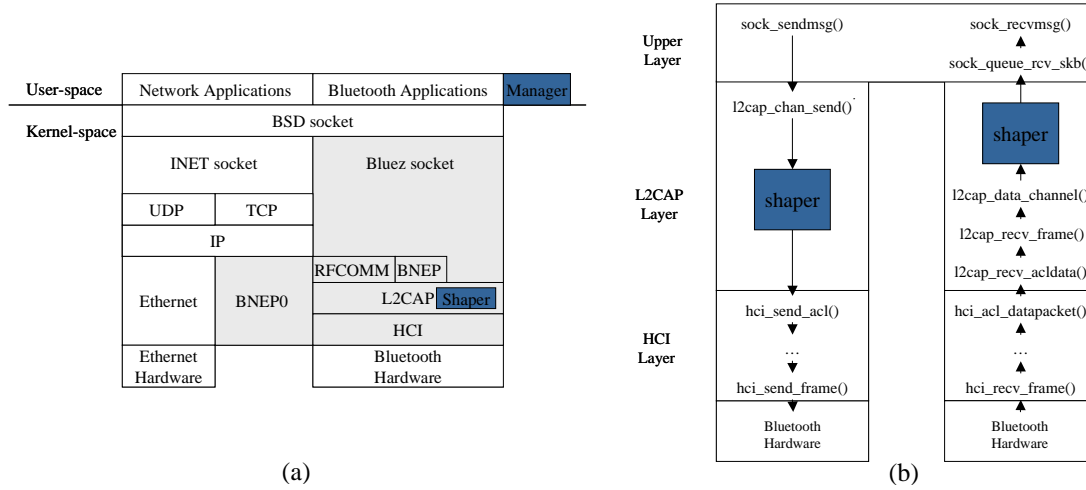 User-space
Network Applications
Bluetooth Applications
Manager
Kernel-space
BSD socket
INET socket
Bluez socket
UDP
TCP
IP
RFCOMM
BNEP
Ethernet
BNEP0
L2CAP
Shaper
HCI
Ethernet
Hardware
Bluetooth
Hardware
(a)
Upper
Layer
sock_sendmsg()
sock_recvmsg()
sock_queue_rcv_skb()
L2CAP
Layer
l2cap_chan_send()
shaper
shaper
l2cap_data_channel()
l2cap_recv_frame()
l2cap_recv_acldata()
HCI
Layer
hci_send_acl()
...
hci_send_frame()
hci_acl_datapacket()
...
hci_recv_frame()
Bluetooth
Hardware
Bluetooth
Hardware
(b)